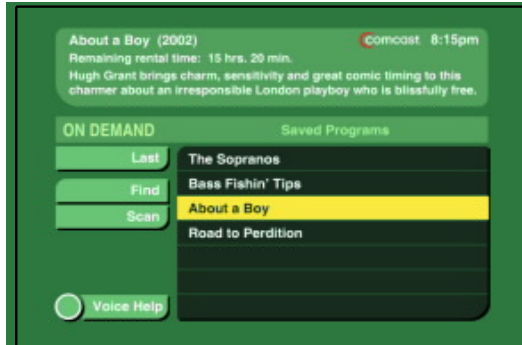 About a Boy (2002) comcast 8:15pm
Remaining rental time: 15 hrs. 20 min.
Hugh Grant brings charm, sensitivity and great comic timing to this
charmer about an irresponsible London playboy who is blissfully free.
ON DEMAND Saved Programs
Last
Find
Scan
The Sopranos
Bass Fishin' Tips
About a Boy
Road to Perdition
Voice Help